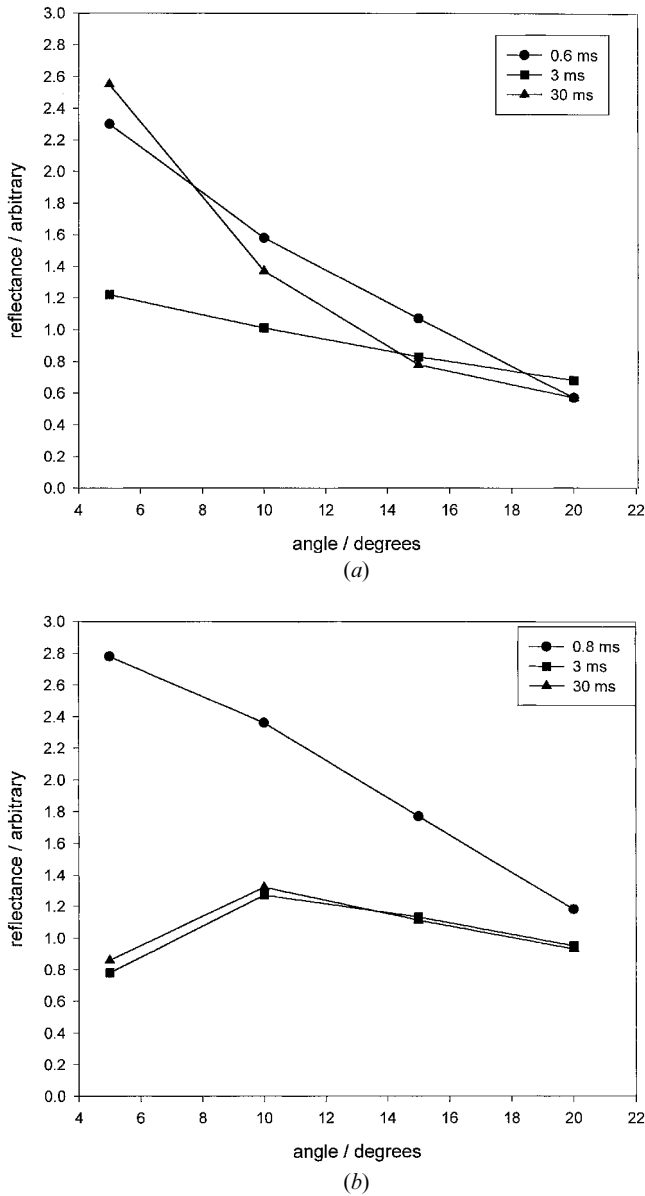 3.0
2.8
2.6
2.4
2.2
2.0
1.8
1.6
1.4
1.2
1.0
0.8
0.6
0.4
0.2
0.0
reflectance / arbitrary
0.6 ms
3 ms
30 ms
4 6 8 10 12 14 16 18 20 22
angle / degrees
(a)
3.0
2.8
2.6
2.4
2.2
2.0
1.8
1.6
1.4
1.2
1.0
0.8
0.6
0.4
0.2
0.0
reflectance / arbitrary
0.8 ms
3 ms
30 ms
4 6 8 10 12 14 16 18 20 22
angle / degrees
(b)